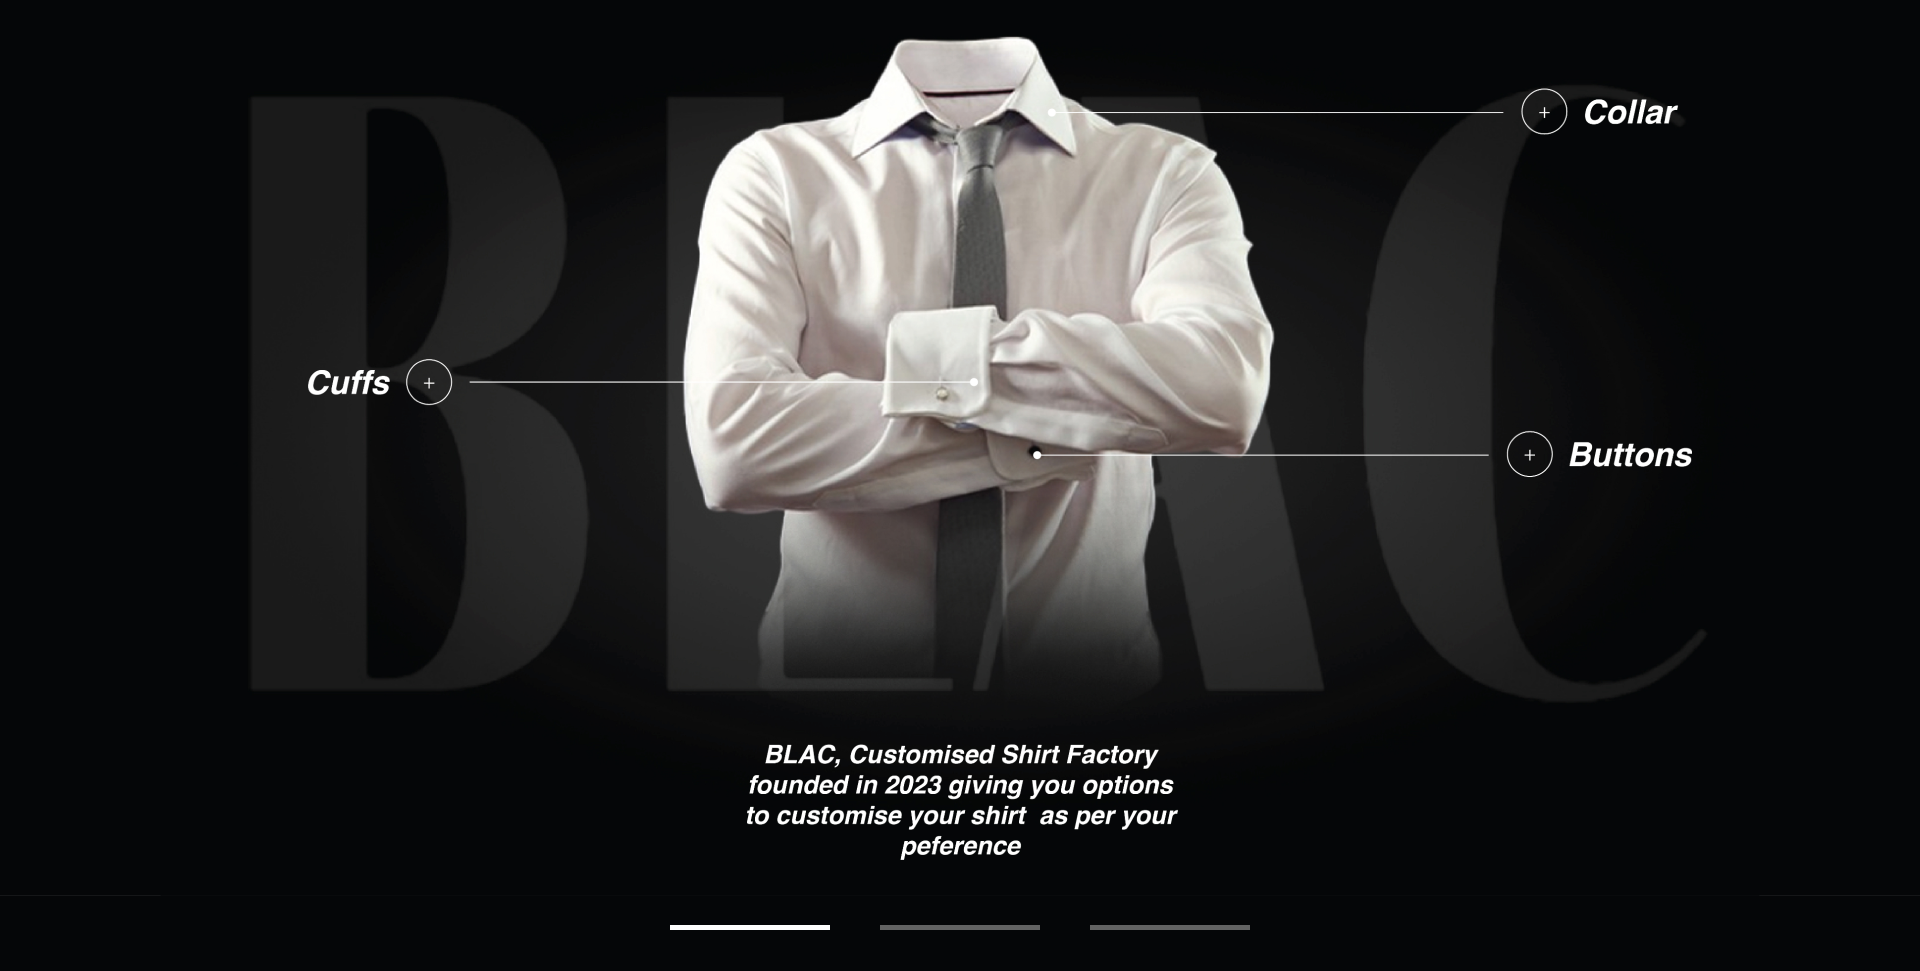 BLAC
Collar
Cuffs
Buttons
BLAC, Customised Shirt Factory
founded in 2023 giving you options
to customise your shirt  as per your
peference